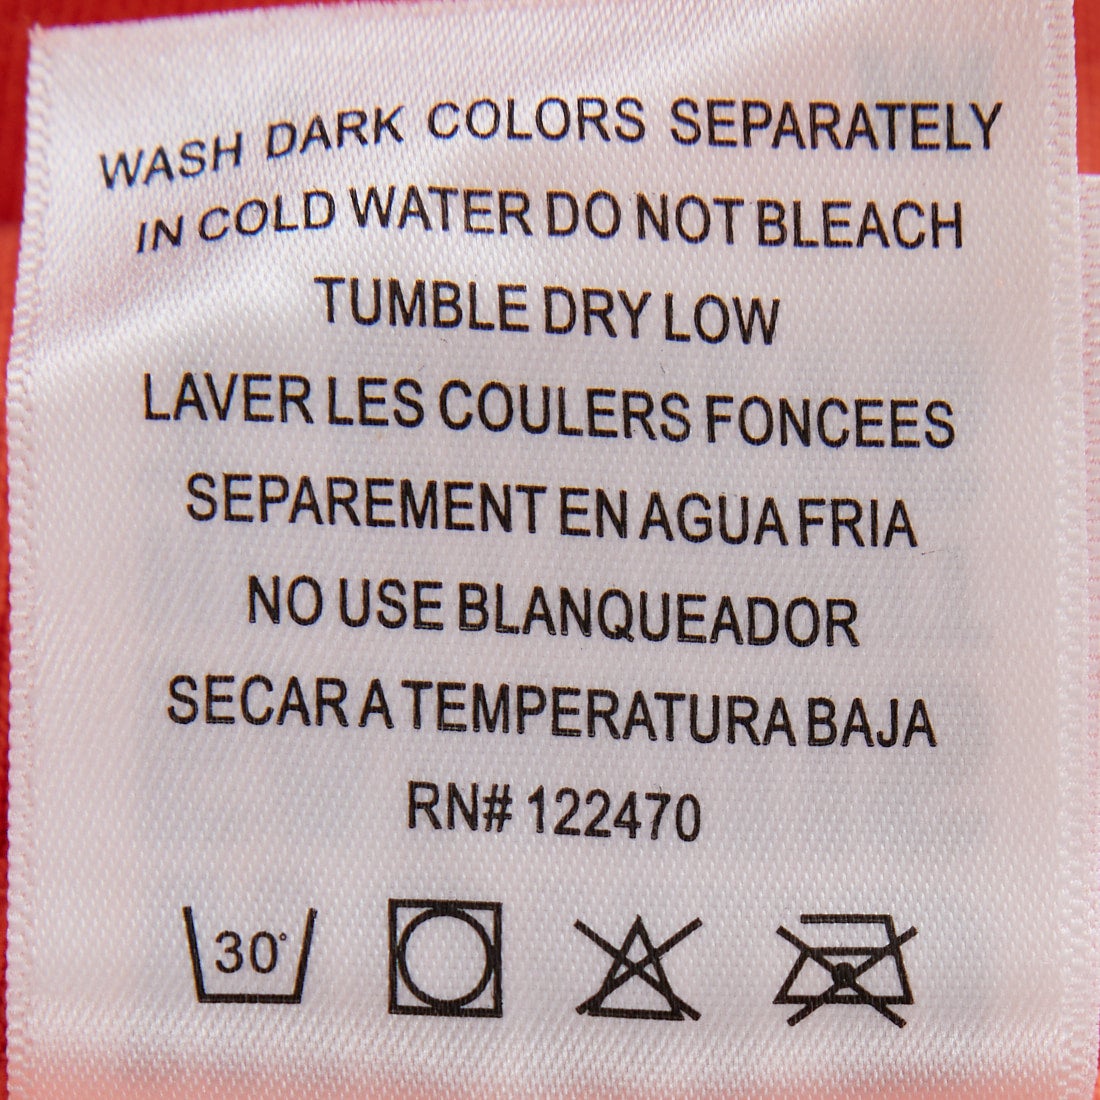 WASH DARK COLORS SEPARATELY
IN COLD WATER DO NOT BLEACH
TUMBLE DRY LOW
LAVER LES COULERS FONCEES
SEPAREMENT EN AGUA FRIA
NO USE BLANQUEADOR
SECAR A TEMPERATURA BAJA
RN# 122470
30°